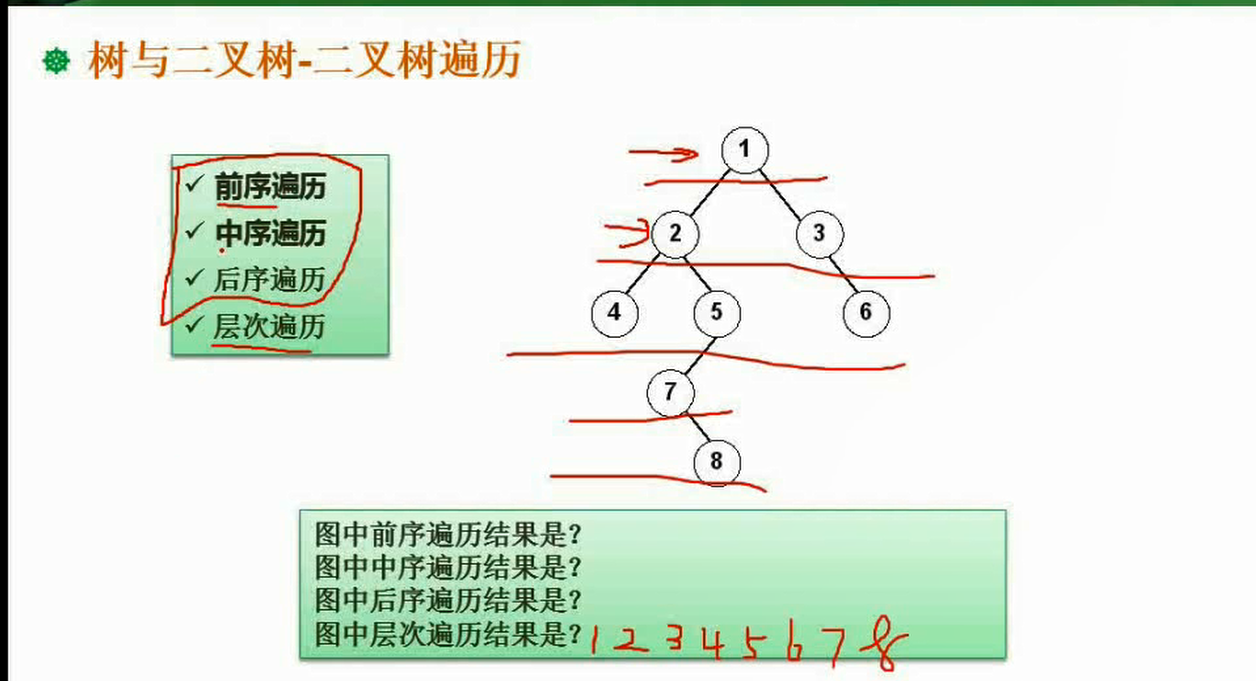 树与二叉树-二叉树遍历
✓ 前序遍历
✓ 中序遍历
✓ 后序遍历
✓ 层次遍历
1
2 3
4 5 6
7
8
图中前序遍历结果是?
图中中序遍历结果是?
图中后序遍历结果是?
图中层次遍历结果是?1 2 3 4 5 6 7 8